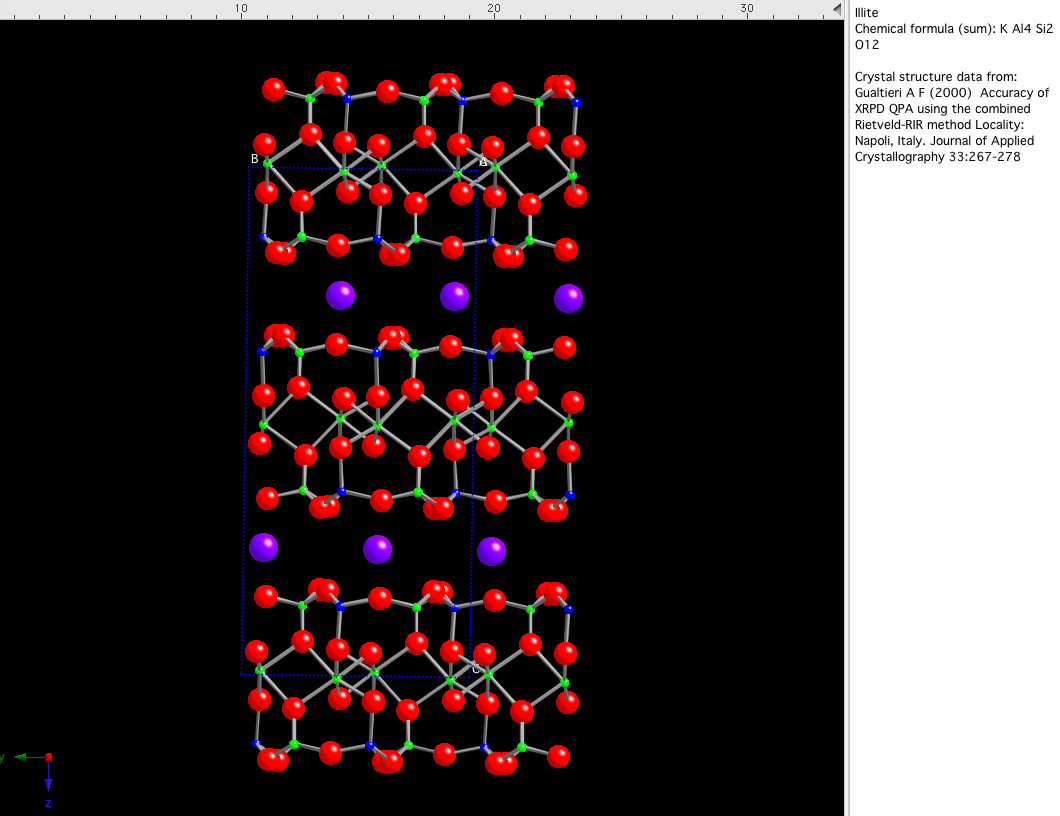 10 20 30
Illite
Chemical formula (sum): K Al4 Si2
O12
Crystal structure data from:
Gualtieri A F (2000)  Accuracy of
XRPD QPA using the combined
Rietveld-RIR method Locality:
Napoli, Italy. Journal of Applied
Crystallography 33:267-278
B
A
C
y
z